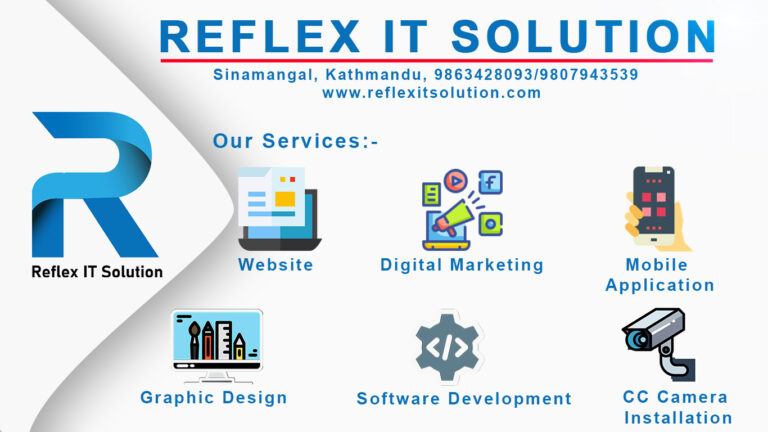 REFLEX IT SOLUTION
Sinamangal, Kathmandu, 9863428093/9807943539
www.reflexitsolution.com
Reflex IT Solution
Our Services:-
Website
Digital Marketing
Mobile
Application
Graphic Design
Software Development
CC Camera
Installation